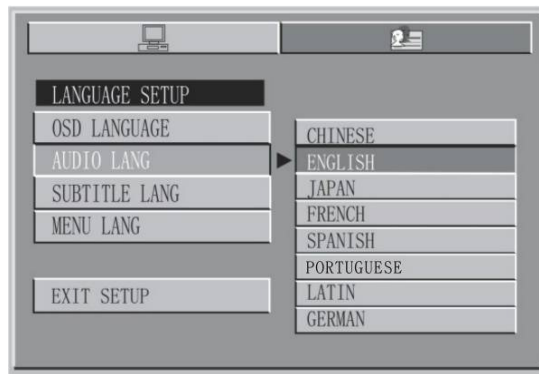 LANGUAGE SETUP
OSD LANGUAGE
AUDIO LANG
SUBTITLE LANG
MENU LANG
EXIT SETUP
CHINESE
ENGLISH
JAPAN
FRENCH
SPANISH
PORTUGUESE
LATIN
GERMAN